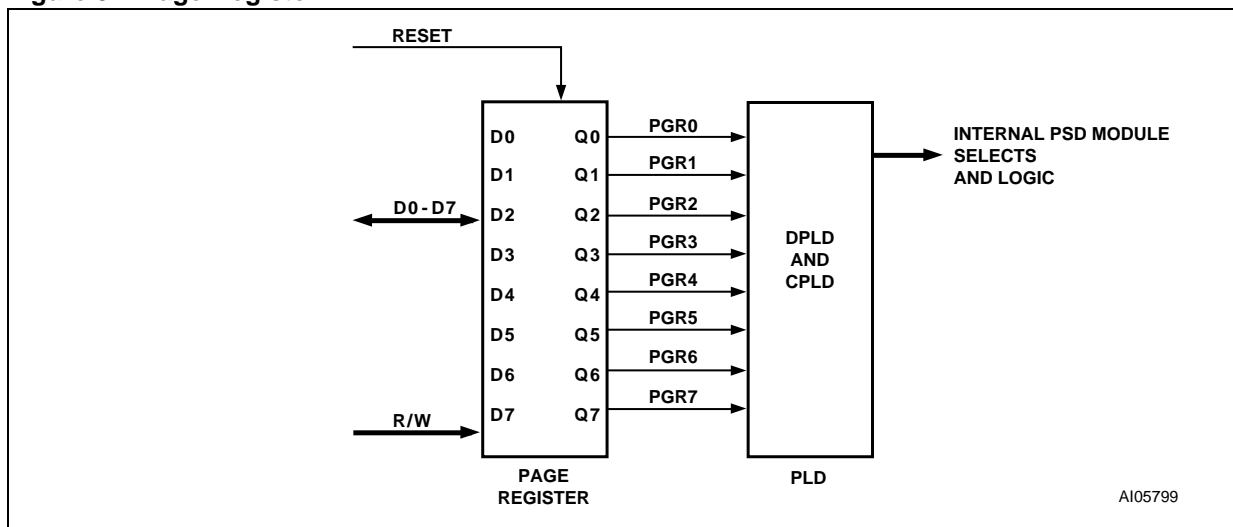 RESET
D0 Q0 PGR0
D1 Q1 PGR1
D0-D7 D2 Q2 PGR2
D3 Q3 PGR3
D4 Q4 PGR4
D5 Q5 PGR5
D6 Q6 PGR6
R/W D7 Q7 PGR7
DPLD
AND
CPLD
INTERNAL PSD MODULE
SELECTS
AND LOGIC
PAGE
REGISTER
PLD
AI05799